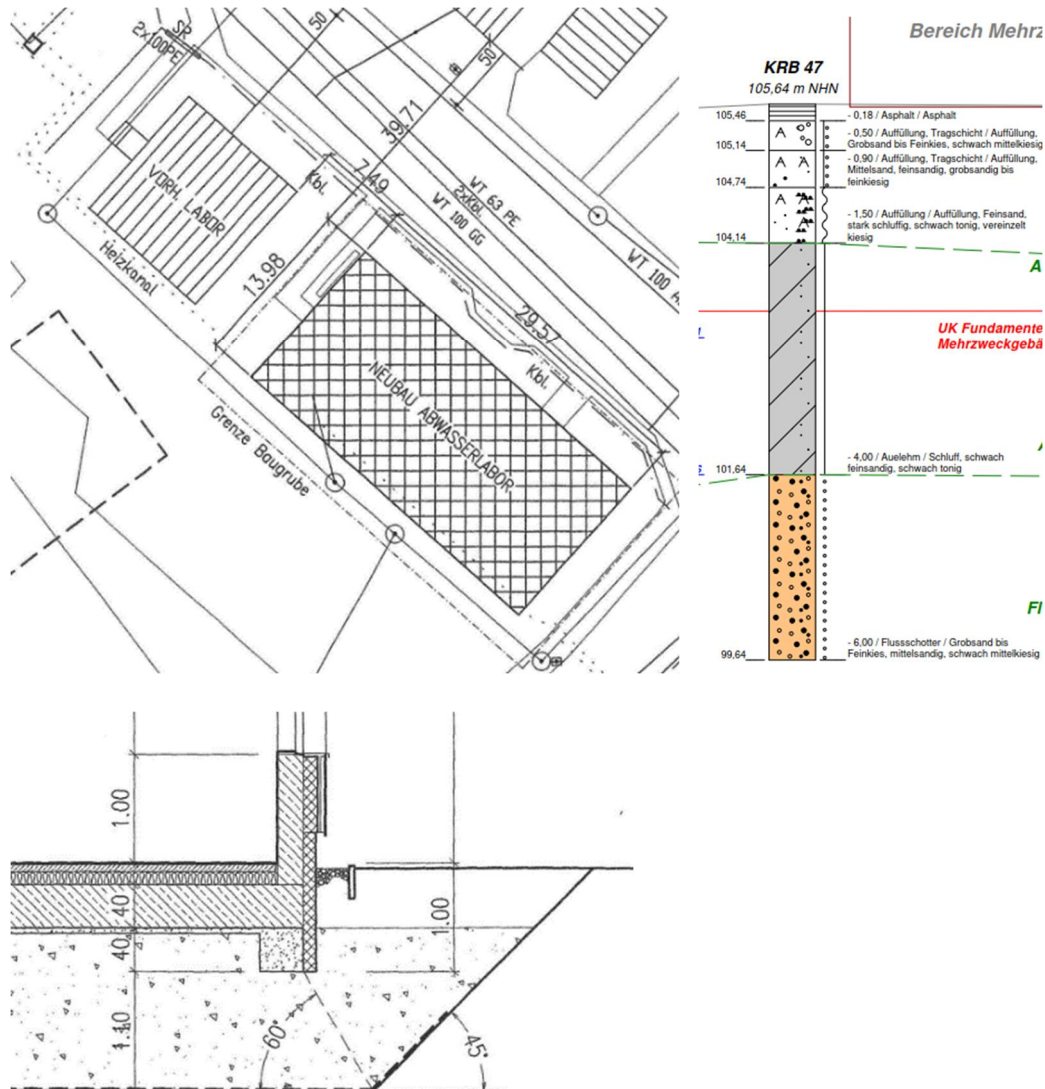 SR
2x100PE
50
50
39.71
7.49
Kbl.
WT 63 PE
2xKbl.
WT 100 GG
WT 100
VORH. LABOR
Heizkanal
13.98
29.57
Kbl.
NEUBAU ABWASSERLABOR
Grenze Baugrube
Bereich Mehrz
KRB 47
105,64 m NHN
105,46
- 0,18 / Asphalt / Asphalt
- 0,50 / Auffüllung, Tragschicht / Auffüllung,
105,14
Grobsand bis Feinkies, schwach mittelkiesig
- 0,90 / Auffüllung, Tragschicht / Auffüllung,
Mittelsand, feinsandig, grobsandig bis
104,74
feinkiesig
- 1,50 / Auffüllung / Auffüllung, Feinsand,
stark schluffig, schwach tonig, vereinzelt
104,14
kiesig
A
UK Fundamente
Mehrzweckgebä
- 4,00 / Auelehm / Schluff, schwach
101,64
feinsandig, schwach tonig
Fl
- 6,00 / Flussschotter / Grobsand bis
99,64
Feinkies, mittelsandig, schwach mittelkiesig
1.00
40
40
1.10
1.00
60°
45°